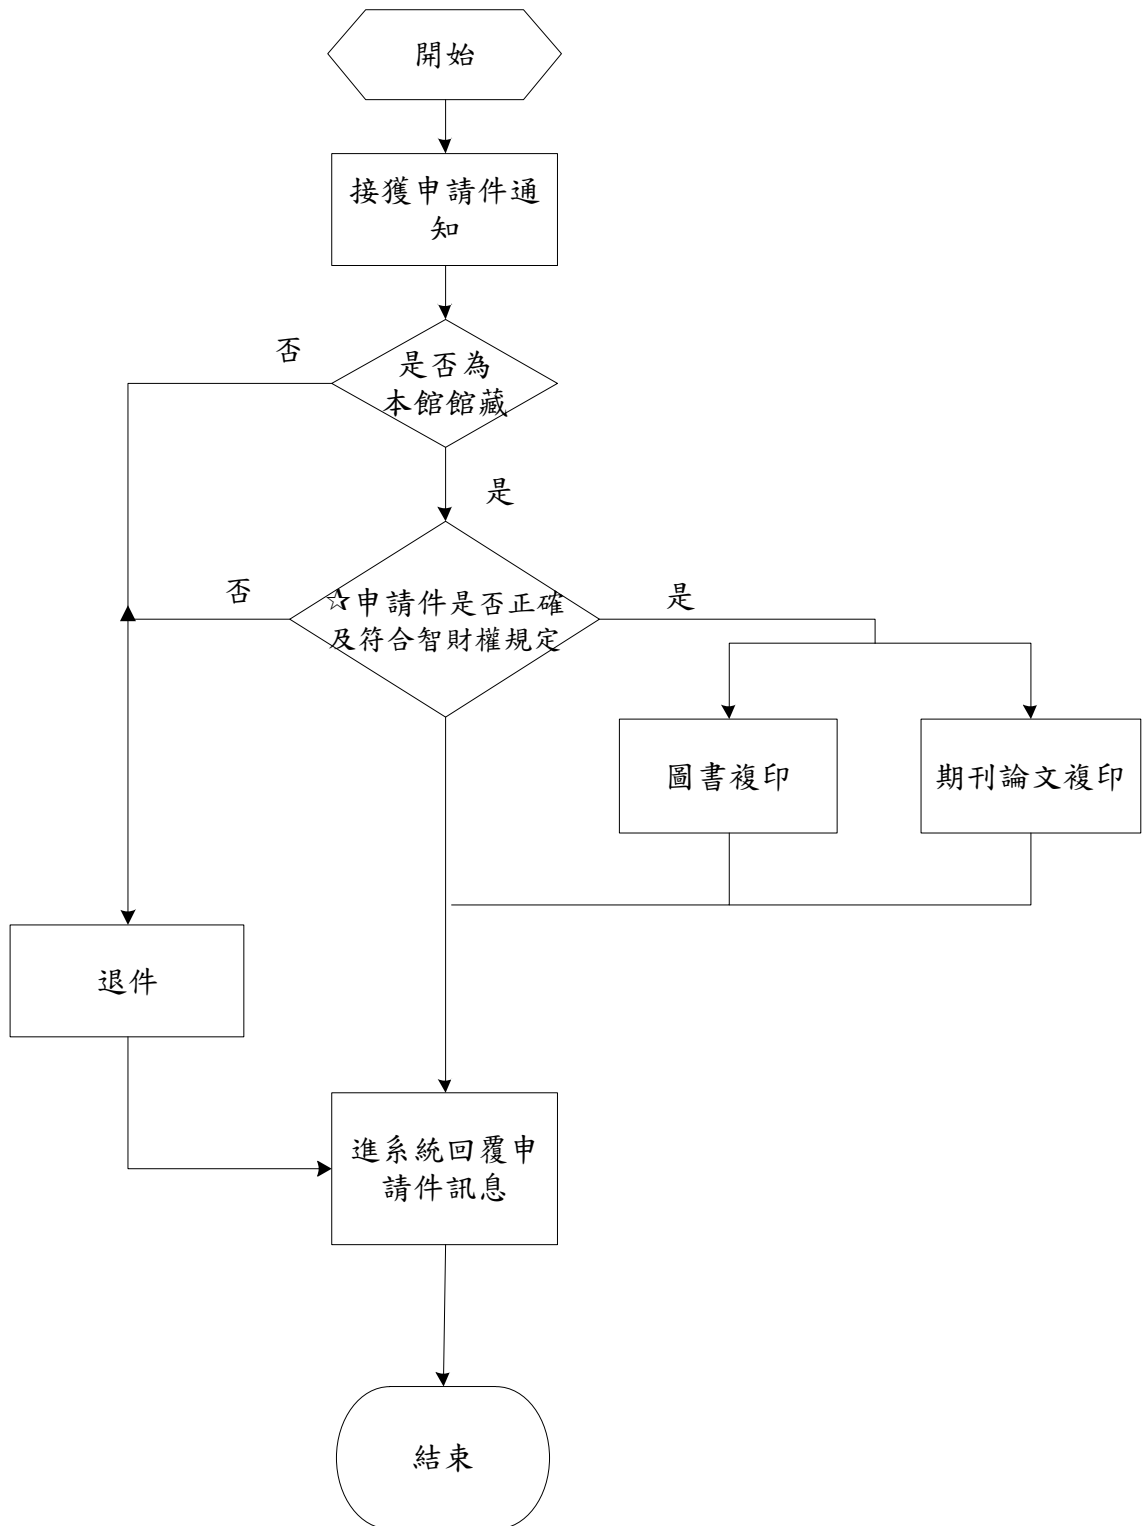 開始
接獲申請件通
知
否
是否為
本館館藏
是
否
☆申請件是否正確
及符合智財權規定
是
圖書複印
期刊論文複印
退件
進系統回覆申
請件訊息
結束